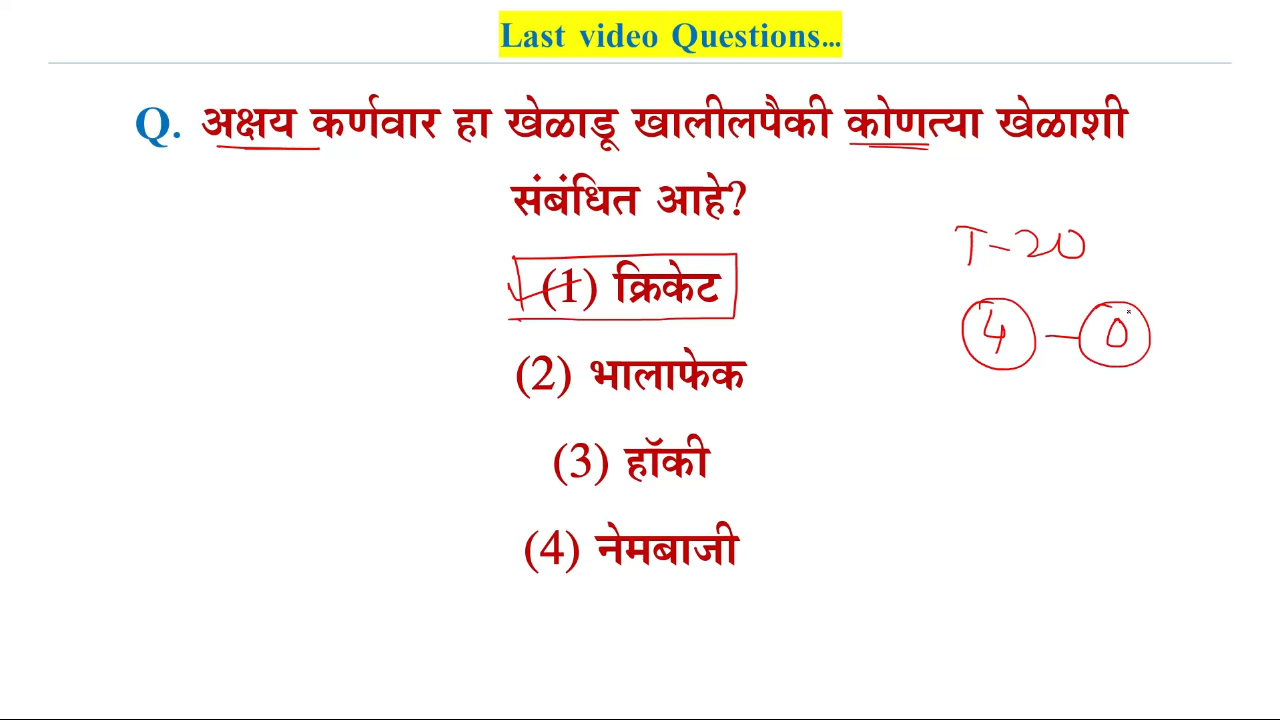 Last video Questions...
Q. अक्षय कर्णवार हा खेळाडू खालीलपैकी कोणत्या खेळाशी
संबंधित आहे?
T-20
(1) क्रिकेट
4 - 0
(2) भालाफेक
(3) हॉकी
(4) नेमबाजी